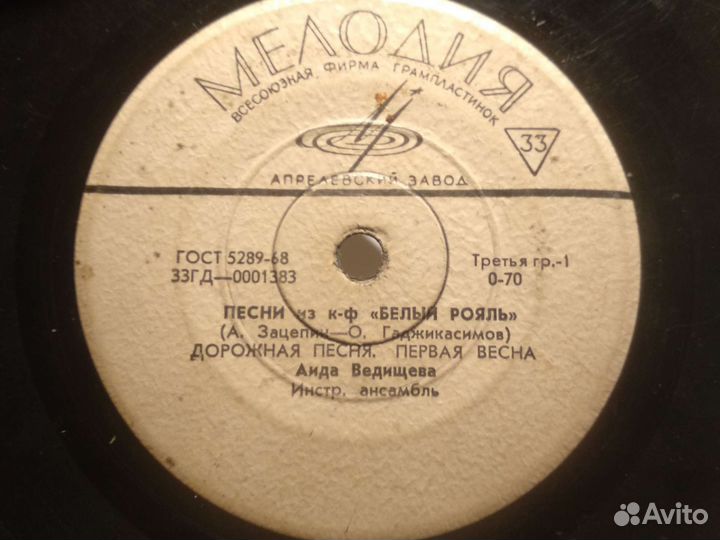 МЕЛОДИЯ
ВСЕСОЮЗНАЯ ФИРМА ГРАМПЛАСТИНОК
33
АПРЕЛЕВСКИЙ ЗАВОД
ГОСТ 5289-68
33ГД—0001383
Третья гр.-1
0-70
ПЕСНИ из к-ф «БЕЛЫЙ РОЯЛЬ»
(А. Зацепин—О. Гаджикасимов)
ДОРОЖНАЯ ПЕСНЯ. ПЕРВАЯ ВЕСНА
Аида Ведищева
Инстр. ансамбль
Avito